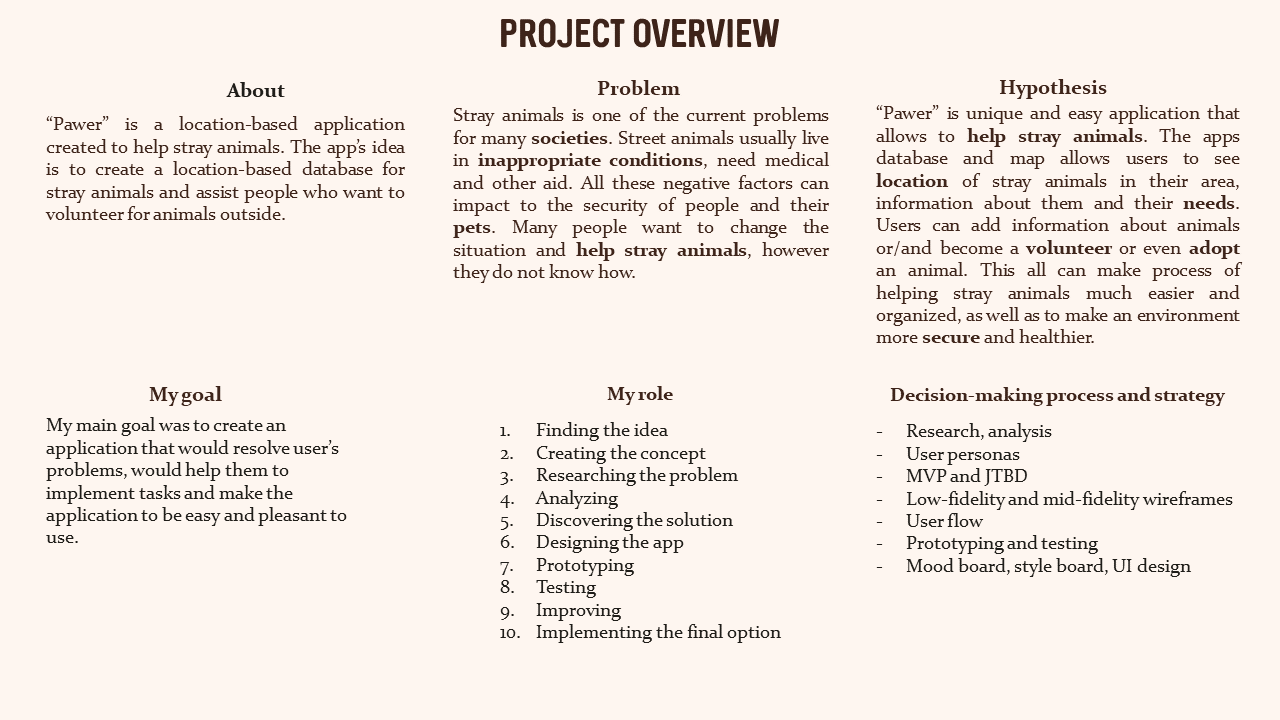 PROJECT OVERVIEW
About
“Pawer” is a location-based application
created to help stray animals. The app’s idea
is to create a location-based database for
stray animals and assist people who want to
volunteer for animals outside.
Problem
Stray animals is one of the current problems
for many societies. Street animals usually live
in inappropriate conditions, need medical
and other aid. All these negative factors can
impact to the security of people and their
pets. Many people want to change the
situation and help stray animals, however
they do not know how.
Hypothesis
“Pawer” is unique and easy application that
allows to help stray animals. The apps
database and map allows users to see
location of stray animals in their area,
information about them and their needs.
Users can add information about animals
or/and become a volunteer or even adopt
an animal. This all can make process of
helping stray animals much easier and
organized, as well as to make an environment
more secure and healthier.
My goal
My main goal was to create an
application that would resolve user’s
problems, would help them to
implement tasks and make the
application to be easy and pleasant to
use.
My role
1. Finding the idea
2. Creating the concept
3. Researching the problem
4. Analyzing
5. Discovering the solution
6. Designing the app
7. Prototyping
8. Testing
9. Improving
10. Implementing the final option
Decision-making process and strategy
- Research, analysis
- User personas
- MVP and JTBD
- Low-fidelity and mid-fidelity wireframes
- User flow
- Prototyping and testing
- Mood board, style board, UI design